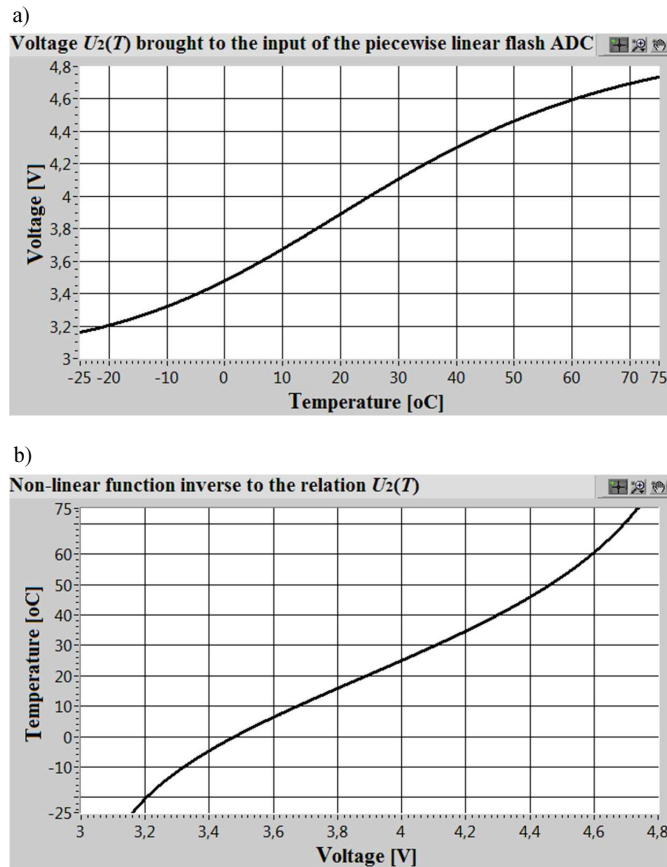 a)
Voltage U2(T) brought to the input of the piecewise linear flash ADC
4,8
4,6
4,4
4,2
4
3,8
3,6
3,4
3,2
3
Voltage [V]
-25 -20 -10 0 10 20 30 40 50 60 70 75
Temperature [oC]
b)
Non-linear function inverse to the relation U2(T)
75
60
50
40
30
20
10
0
-10
-25
Temperature [oC]
3 3,2 3,4 3,6 3,8 4 4,2 4,4 4,6 4,8
Voltage [V]